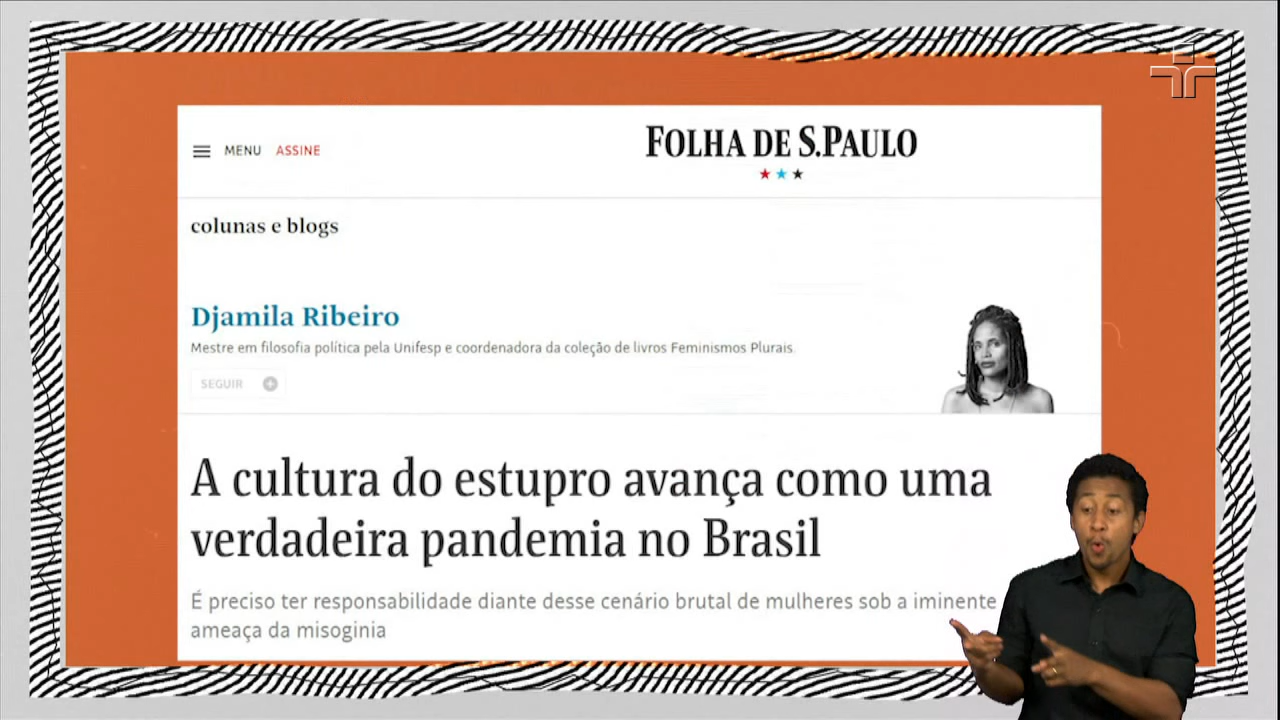 MENU ASSINE
FOLHA DE S.PAULO
colunas e blogs
Djamila Ribeiro
Mestre em filosofia política pela Unifesp e coordenadora da coleção de livros Feminismos Plurais.
SEGUIR
A cultura do estupro avança como uma
verdadeira pandemia no Brasil
É preciso ter responsabilidade diante desse cenário brutal de mulheres sob a iminente
ameaça da misoginia